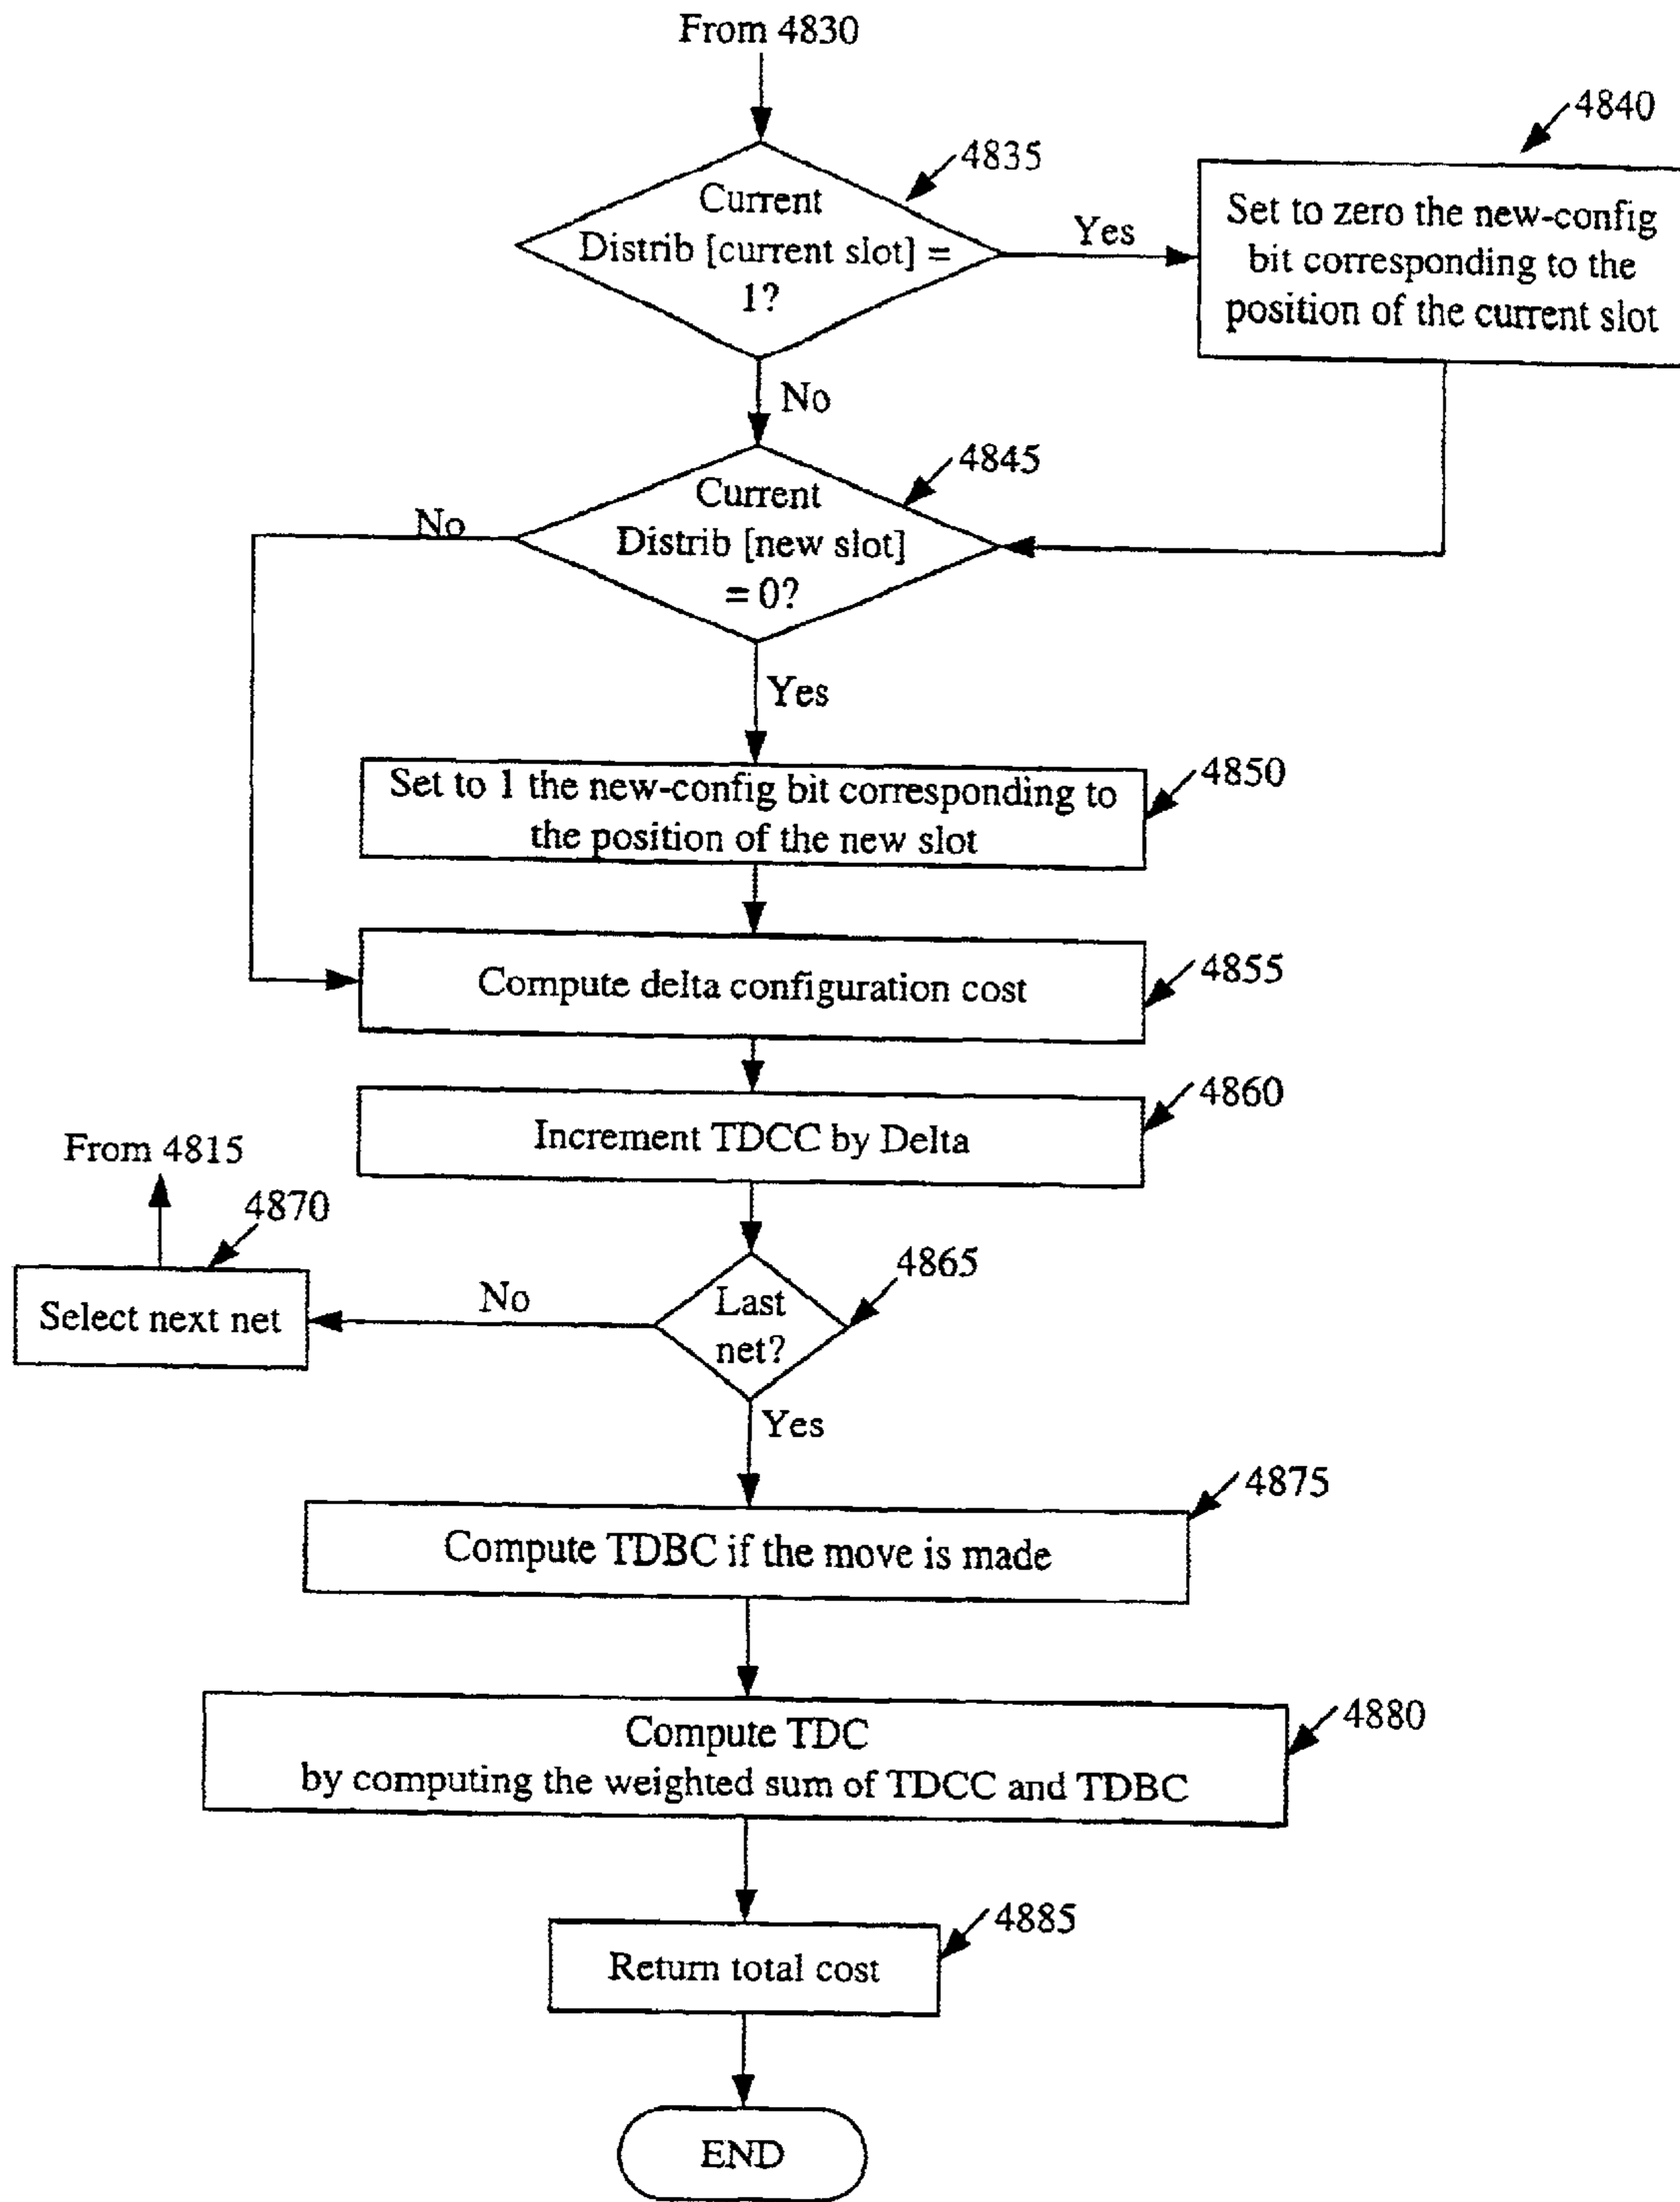 From 4830
4835
4840
Current
Distrib [current slot] =
1?
Yes
Set to zero the new-config
bit corresponding to the
position of the current slot
No
4845
Current
Distrib [new slot]
= 0?
No
Yes
4850
Set to 1 the new-config bit corresponding to
the position of the new slot
4855
Compute delta configuration cost
4860
Increment TDCC by Delta
From 4815
4870
Select next net
No
4865
Last
net?
Yes
4875
Compute TDBC if the move is made
4880
Compute TDC
by computing the weighted sum of TDCC and TDBC
4885
Return total cost
END